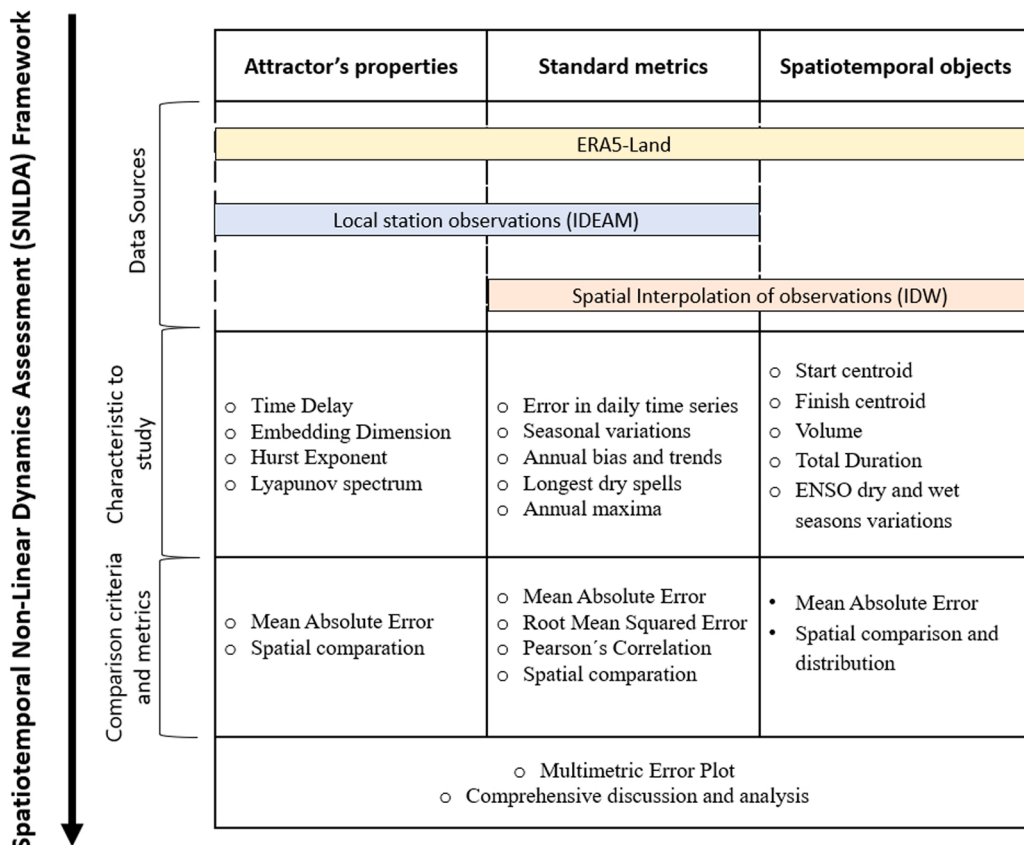 Spatiotemporal Non-Linear Dynamics Assessment (SNLDA) Framework
Attractor’s properties
Standard metrics
Spatiotemporal objects
Data Sources
ERA5-Land
Local station observations (IDEAM)
Spatial Interpolation of observations (IDW)
Characteristic to
study
○ Time Delay
○ Embedding Dimension
○ Hurst Exponent
○ Lyapunov spectrum
○ Error in daily time series
○ Seasonal variations
○ Annual bias and trends
○ Longest dry spells
○ Annual maxima
○ Start centroid
○ Finish centroid
○ Volume
○ Total Duration
○ ENSO dry and wet
seasons variations
Comparison criteria
and metrics
○ Mean Absolute Error
○ Spatial comparation
○ Mean Absolute Error
○ Root Mean Squared Error
○ Pearson´s Correlation
○ Spatial comparation
• Mean Absolute Error
• Spatial comparison and
distribution
○ Multimetric Error Plot
○ Comprehensive discussion and analysis